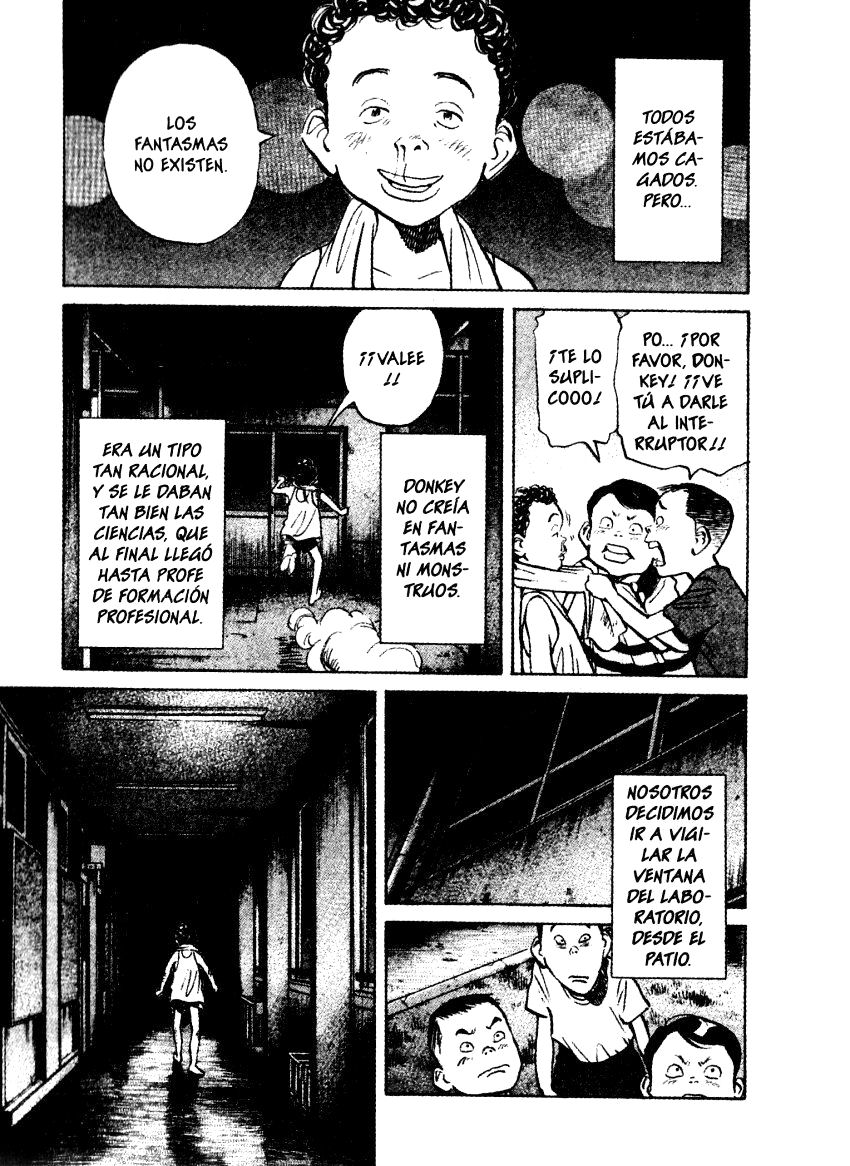 TODOS
ESTÁBA-
MOS CA-
GADOS.
PERO...
LOS
FANTASMAS
NO EXISTEN.
PO... ¡POR
FAVOR, DON-
KEY! ¡¡VE
TÚ A DARLE
AL INTE-
RRUPTOR!!
¡TE LO
SUPLI-
COOO!
¡¡VALEE
!!
DONKEY
NO CREÍA
EN FAN-
TASMAS
NI MONS-
TRUOS.
ERA UN TIPO
TAN RACIONAL,
Y SE LE DABAN
TAN BIEN LAS
CIENCIAS, QUE
AL FINAL LLEGÓ
HASTA PROFE
DE FORMACIÓN
PROFESIONAL.
NOSOTROS
DECIDIMOS
IR A VIGI-
LAR LA
VENTANA
DEL LABO-
RATORIO,
DESDE EL
PATIO.